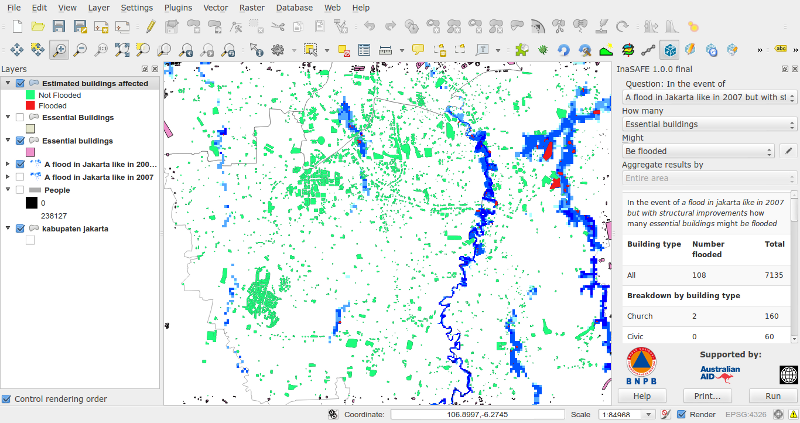 File Edit View Layer Settings Plugins Vector Raster Database Web Help
abc
Layers
Estimated buildings affected
Not Flooded
Flooded
Essential Buildings
Essential buildings
A flood in Jakarta like in 200...
A flood in Jakarta like in 2007
People
0
238127
kabupaten jakarta
Control rendering order
InaSAFE 1.0.0 final
Question: In the event of
A flood in Jakarta like in 2007 but with st
How many
Essential buildings
Might
Be flooded
Aggregate results by
Entire area
In the event of a flood in jakarta like in 2007
but with structural improvements how
many essential buildings might be flooded
Building type Number flooded Total
All 108 7135
Breakdown by building type
Church 2 160
Civic 0 60
BNPB
Supported by:
Australian
AID
Help Print... Run
Coordinate: 106.8997,-6.2745 Scale 1:84968 Render EPSG:4326